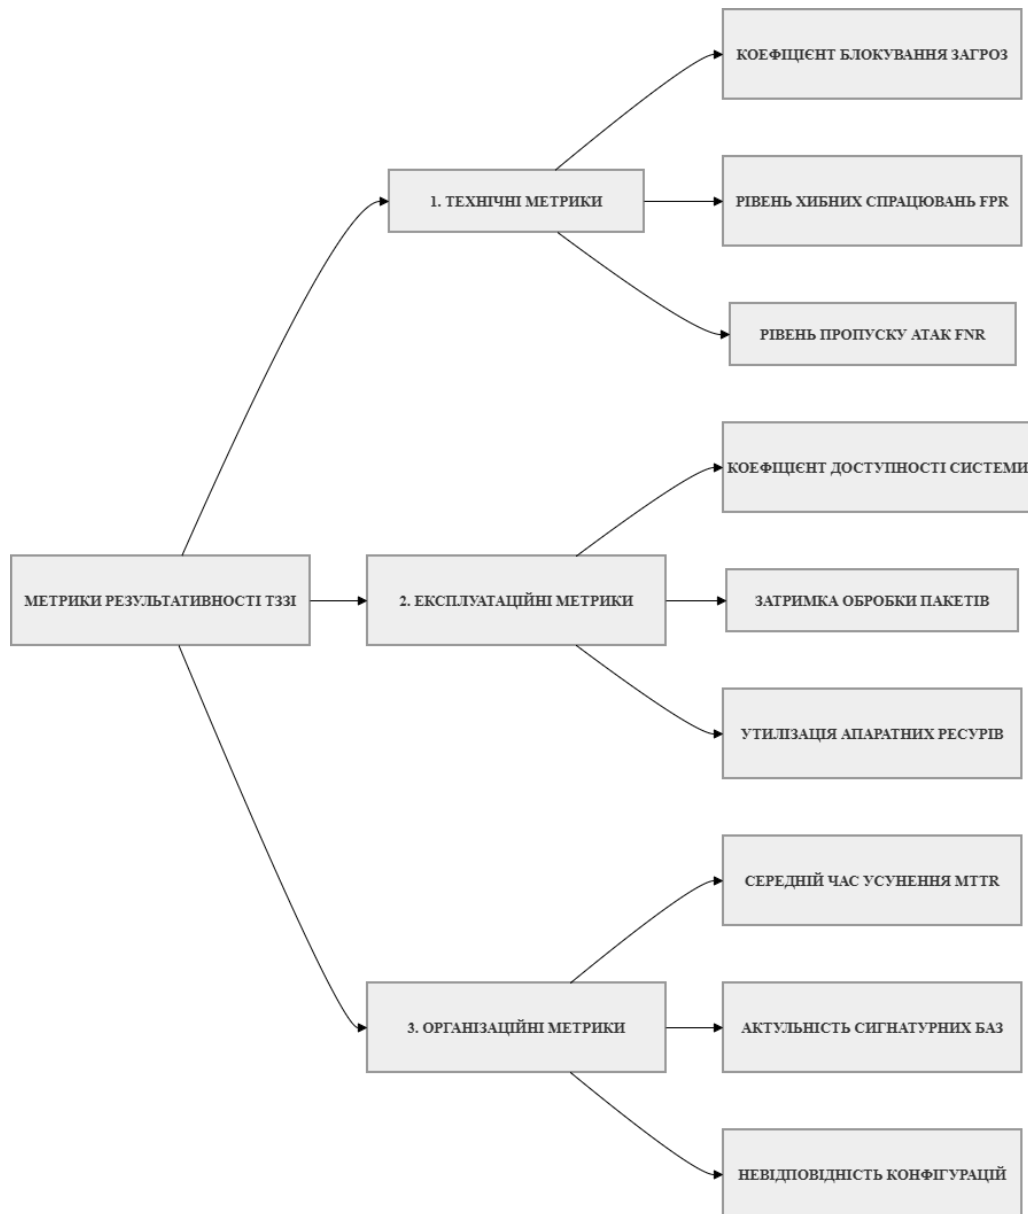 МЕТРИКИ РЕЗУЛЬТАТИВНОСТІ ТЗЗІ
1. ТЕХНІЧНІ МЕТРИКИ
КОЕФІЦІЄНТ БЛОКУВАННЯ ЗАГРОЗ
РІВЕНЬ ХИБНИХ СПРАЦЮВАНЬ FPR
РІВЕНЬ ПРОПУСКУ АТАК FNR
2. ЕКСПЛУАТАЦІЙНІ МЕТРИКИ
КОЕФІЦІЄНТ ДОСТУПНОСТІ СИСТЕМИ
ЗАТРИМКА ОБРОБКИ ПАКЕТІВ
УТИЛІЗАЦІЯ АПАРАТНИХ РЕСУРІВ
3. ОРГАНІЗАЦІЙНІ МЕТРИКИ
СЕРЕДНІЙ ЧАС УСУНЕННЯ MTTR
АКТУЛЬНІСТЬ СИГНАТУРНИХ БАЗ
НЕВІДПОВІДНІСТЬ КОНФІГУРАЦІЙ